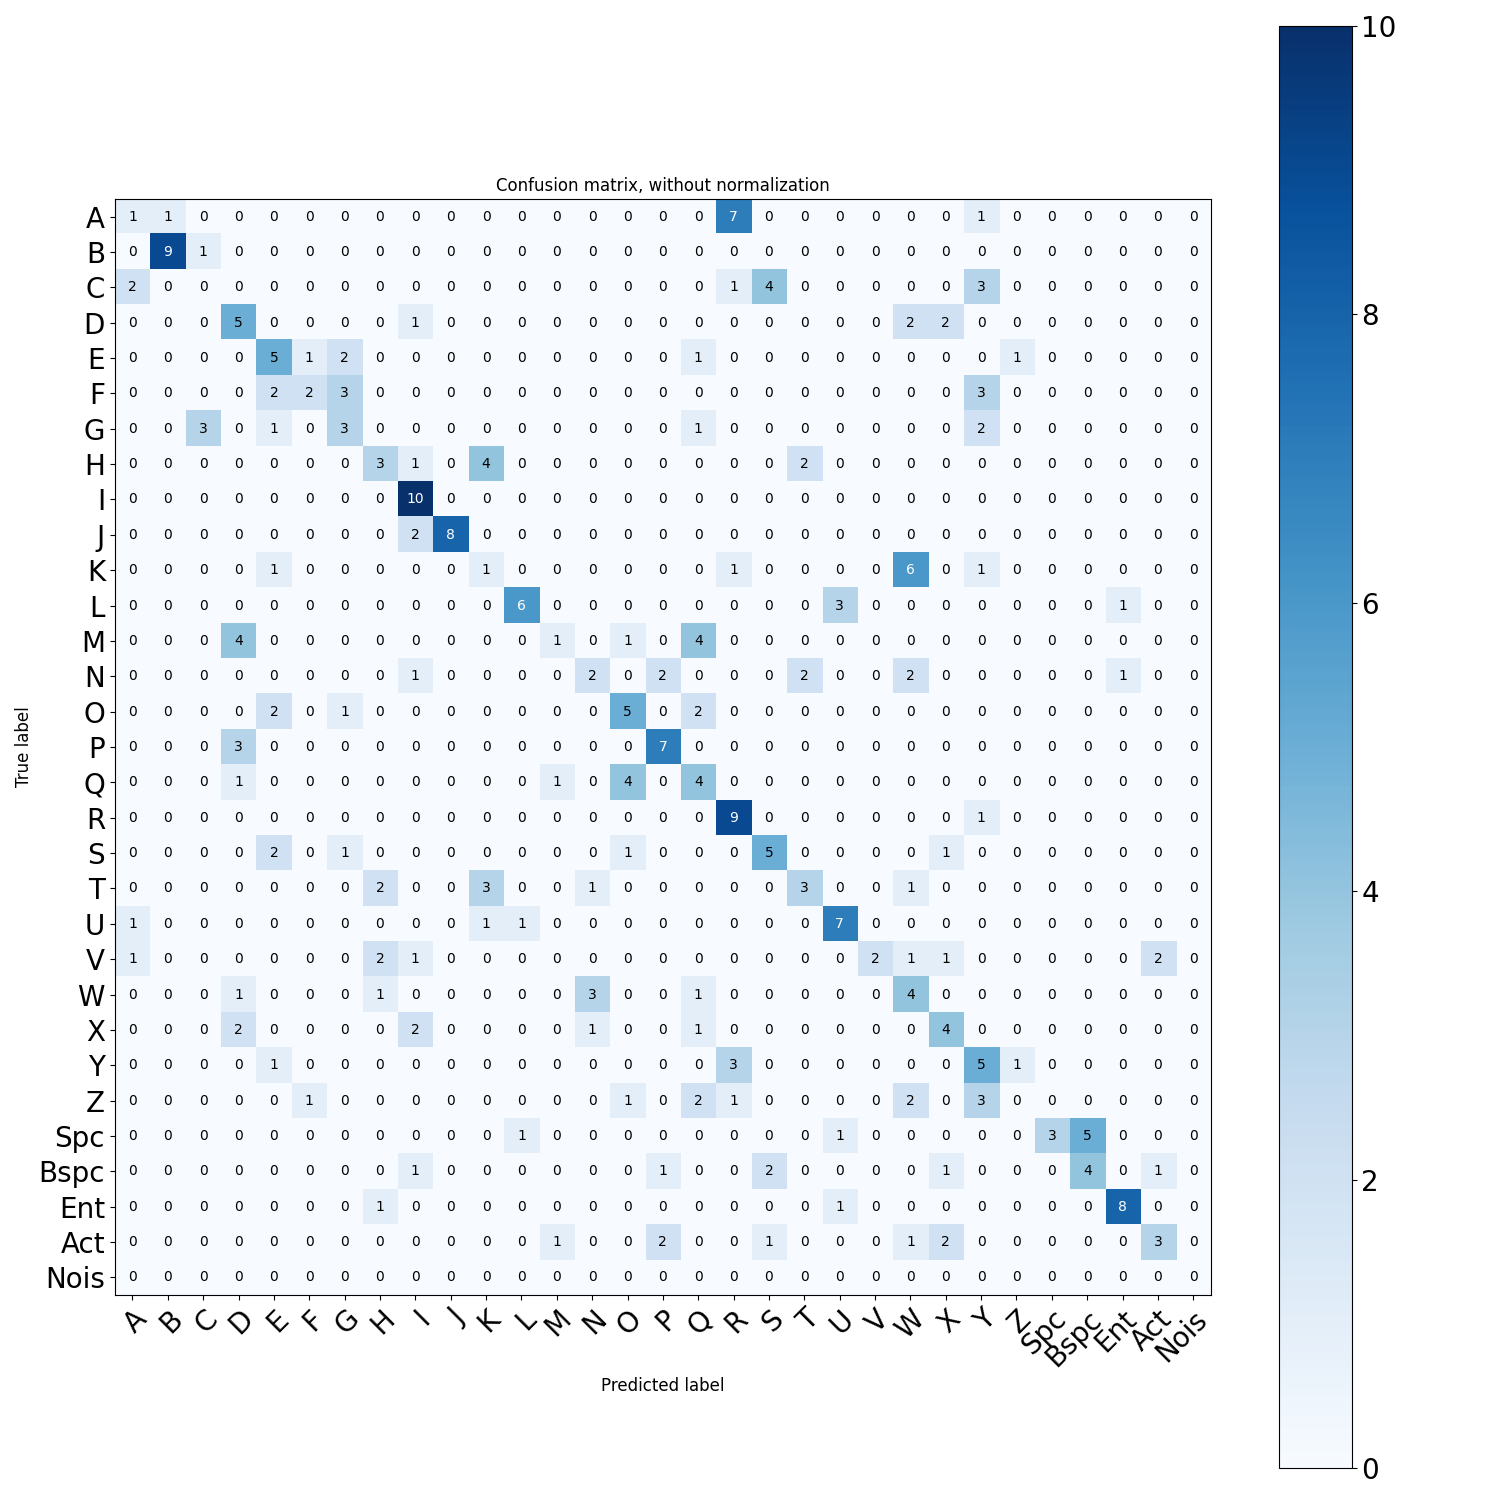 Confusion matrix, without normalization
True label
A 1 1 0 0 0 0 0 0 0 0 0 0 0 0 0 0 0 7 0 0 0 0 0 0 1 0 0 0 0 0 0
B 0 9 1 0 0 0 0 0 0 0 0 0 0 0 0 0 0 0 0 0 0 0 0 0 0 0 0 0 0 0 0
C 2 0 0 0 0 0 0 0 0 0 0 0 0 0 0 0 0 1 4 0 0 0 0 0 3 0 0 0 0 0 0
D 0 0 0 5 0 0 0 0 1 0 0 0 0 0 0 0 0 0 0 0 0 0 2 2 0 0 0 0 0 0 0
E 0 0 0 0 5 1 2 0 0 0 0 0 0 0 0 0 1 0 0 0 0 0 0 0 0 1 0 0 0 0 0
F 0 0 0 0 2 2 3 0 0 0 0 0 0 0 0 0 0 0 0 0 0 0 0 0 3 0 0 0 0 0 0
G 0 0 3 0 1 0 3 0 0 0 0 0 0 0 0 0 1 0 0 0 0 0 0 0 2 0 0 0 0 0 0
H 0 0 0 0 0 0 0 3 1 0 4 0 0 0 0 0 0 0 0 2 0 0 0 0 0 0 0 0 0 0 0
I 0 0 0 0 0 0 0 0 10 0 0 0 0 0 0 0 0 0 0 0 0 0 0 0 0 0 0 0 0 0 0
J 0 0 0 0 0 0 0 0 2 8 0 0 0 0 0 0 0 0 0 0 0 0 0 0 0 0 0 0 0 0 0
K 0 0 0 0 1 0 0 0 0 0 1 0 0 0 0 0 0 1 0 0 0 0 6 0 1 0 0 0 0 0 0
L 0 0 0 0 0 0 0 0 0 0 0 6 0 0 0 0 0 0 0 0 3 0 0 0 0 0 0 0 1 0 0
M 0 0 0 4 0 0 0 0 0 0 0 0 1 0 1 0 4 0 0 0 0 0 0 0 0 0 0 0 0 0 0
N 0 0 0 0 0 0 0 0 1 0 0 0 0 2 0 2 0 0 0 2 0 0 2 0 0 0 0 0 1 0 0
O 0 0 0 0 2 0 1 0 0 0 0 0 0 0 5 0 2 0 0 0 0 0 0 0 0 0 0 0 0 0 0
P 0 0 0 3 0 0 0 0 0 0 0 0 0 0 0 7 0 0 0 0 0 0 0 0 0 0 0 0 0 0 0
Q 0 0 0 1 0 0 0 0 0 0 0 0 1 0 4 0 4 0 0 0 0 0 0 0 0 0 0 0 0 0 0
R 0 0 0 0 0 0 0 0 0 0 0 0 0 0 0 0 0 9 0 0 0 0 0 0 1 0 0 0 0 0 0
S 0 0 0 0 2 0 1 0 0 0 0 0 0 0 1 0 0 0 5 0 0 0 0 1 0 0 0 0 0 0 0
T 0 0 0 0 0 0 0 2 0 0 3 0 0 1 0 0 0 0 0 3 0 0 1 0 0 0 0 0 0 0 0
U 1 0 0 0 0 0 0 0 0 0 1 1 0 0 0 0 0 0 0 0 7 0 0 0 0 0 0 0 0 0 0
V 1 0 0 0 0 0 0 2 1 0 0 0 0 0 0 0 0 0 0 0 0 2 1 1 0 0 0 0 0 2 0
W 0 0 0 1 0 0 0 1 0 0 0 0 0 3 0 0 1 0 0 0 0 0 4 0 0 0 0 0 0 0 0
X 0 0 0 2 0 0 0 0 2 0 0 0 0 1 0 0 1 0 0 0 0 0 0 4 0 0 0 0 0 0 0
Y 0 0 0 0 1 0 0 0 0 0 0 0 0 0 0 0 0 3 0 0 0 0 0 0 5 1 0 0 0 0 0
Z 0 0 0 0 0 1 0 0 0 0 0 0 0 0 1 0 2 1 0 0 0 0 2 0 3 0 0 0 0 0 0
Spc 0 0 0 0 0 0 0 0 0 0 0 1 0 0 0 0 0 0 0 0 1 0 0 0 0 0 3 5 0 0 0
Bspc 0 0 0 0 0 0 0 0 1 0 0 0 0 0 0 1 0 0 2 0 0 0 0 1 0 0 0 4 0 1 0
Ent 0 0 0 0 0 0 0 1 0 0 0 0 0 0 0 0 0 0 0 0 1 0 0 0 0 0 0 0 8 0 0
Act 0 0 0 0 0 0 0 0 0 0 0 0 1 0 0 2 0 0 1 0 0 0 1 2 0 0 0 0 0 3 0
Nois 0 0 0 0 0 0 0 0 0 0 0 0 0 0 0 0 0 0 0 0 0 0 0 0 0 0 0 0 0 0 0
A B C D E F G H I J K L M N O P Q R S T U V W X Y Z Spc Bspc Ent Act Nois
Predicted label
10
8
6
4
2
0